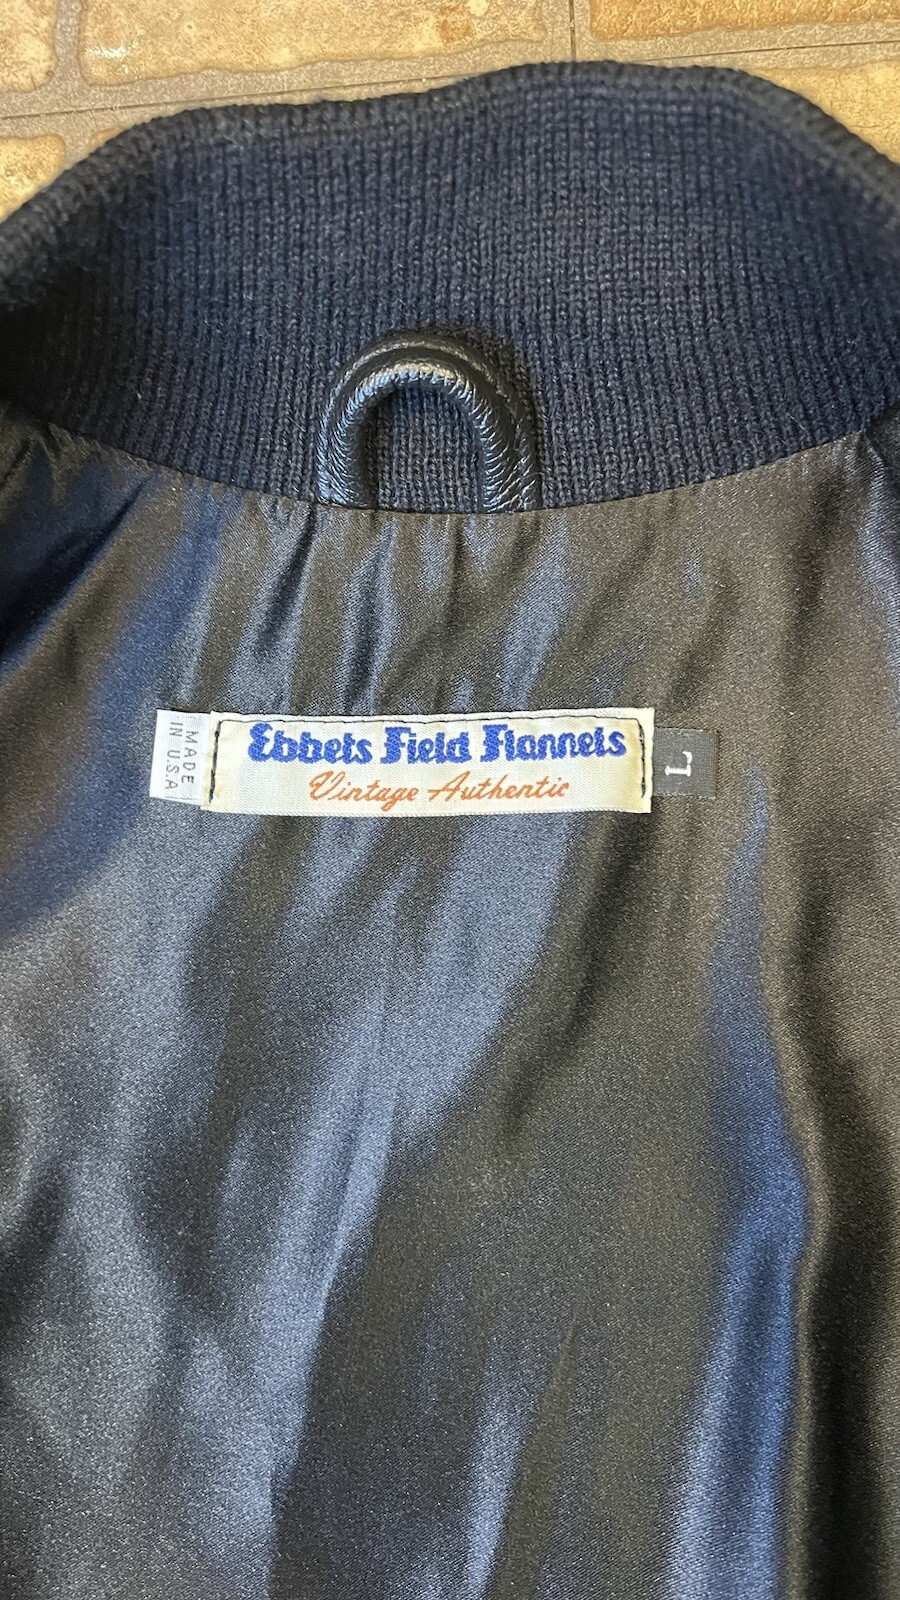 MADE
IN U.S.A
Ebbets Field Flannels
Vintage Authentic
L